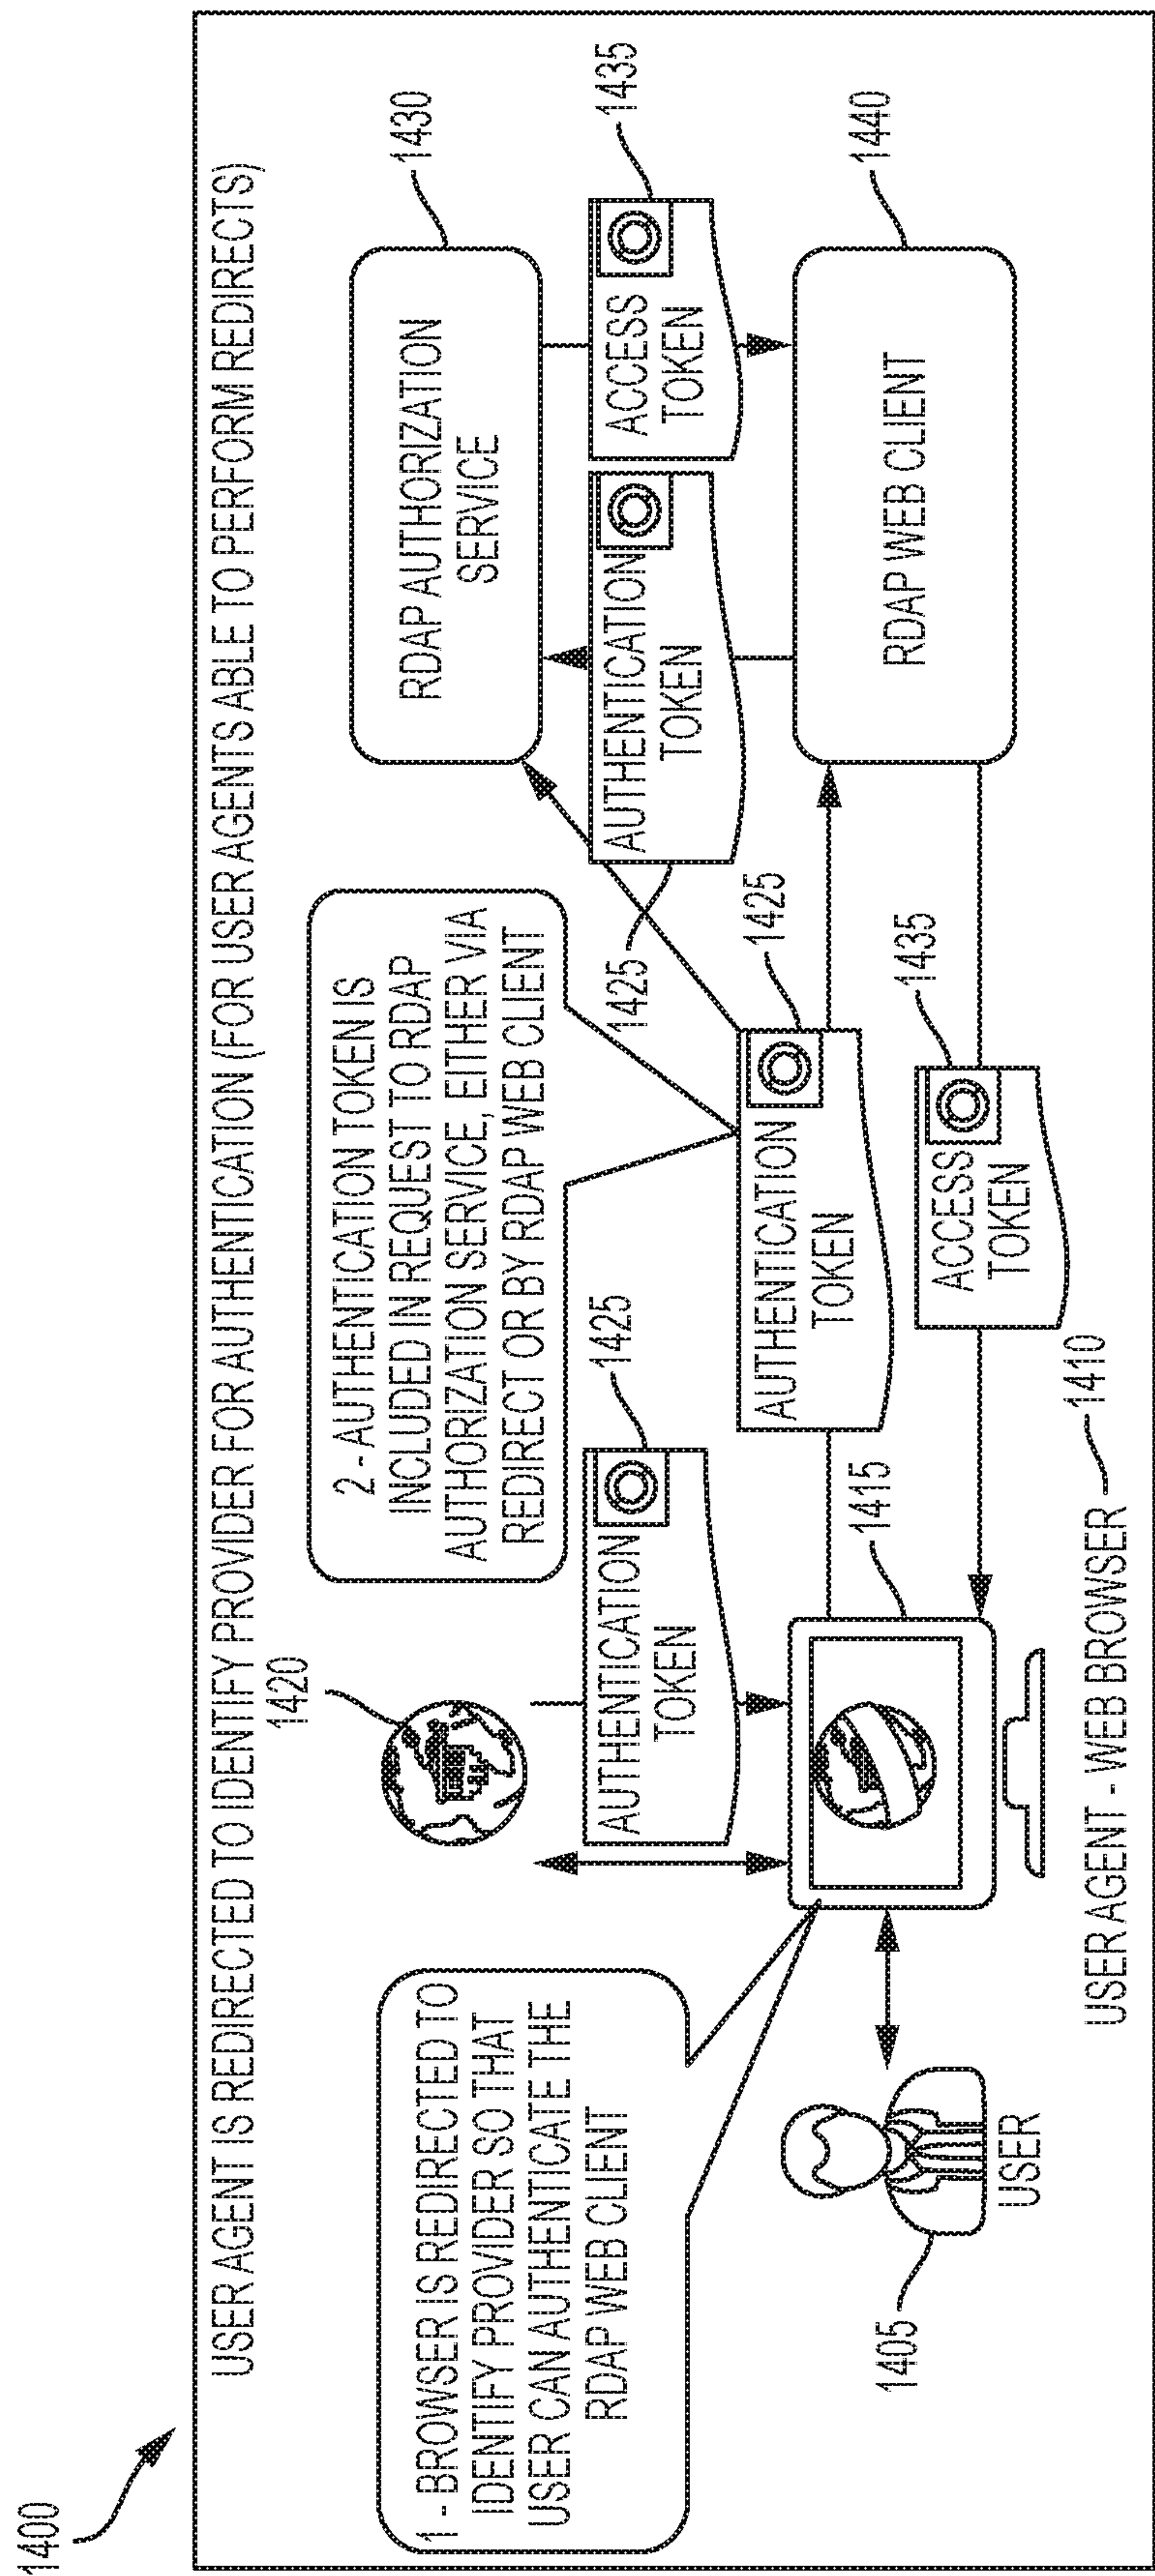 1400
USER AGENT IS REDIRECTED TO IDENTIFY PROVIDER FOR AUTHENTICATION (FOR USER AGENTS ABLE TO PERFORM REDIRECTS)
1 - BROWSER IS REDIRECTED TO
IDENTIFY PROVIDER SO THAT
USER CAN AUTHENTICATE THE
RDAP WEB CLIENT
1405
USER
1420
AUTHENTICATION
TOKEN
1425
1415
USER AGENT - WEB BROWSER
1410
2 - AUTHENTICATION TOKEN IS
INCLUDED IN REQUEST TO RDAP
AUTHORIZATION SERVICE, EITHER VIA
REDIRECT OR BY RDAP WEB CLIENT
AUTHENTICATION
TOKEN
1425
ACCESS
TOKEN
1435
RDAP AUTHORIZATION
SERVICE
1430
1425
AUTHENTICATION
TOKEN
ACCESS
TOKEN
1435
RDAP WEB CLIENT
1440